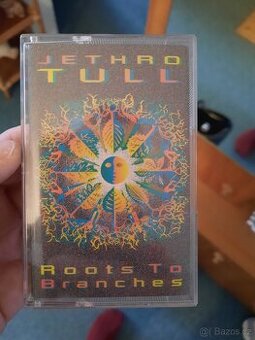 JETHRO
TULL
Roots To
Branches
Bazos.cz